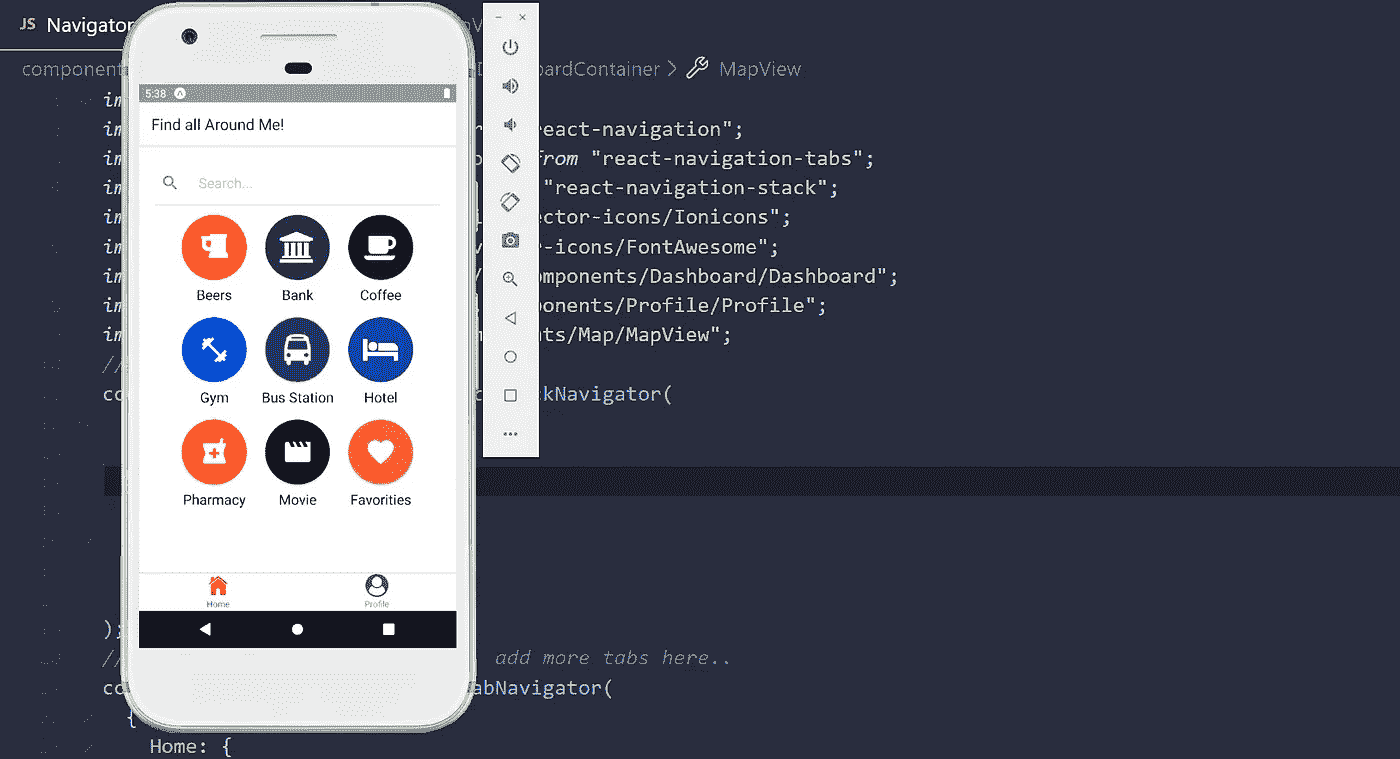 JS Navigator
component
boardContainer > MapView
im
im react-navigation";
im from "react-navigation-tabs";
im "react-navigation-stack";
im ector-icons/Ionicons";
im r-icons/FontAwesome";
im omponents/Dashboard/Dashboard";
im ponents/Profile/Profile";
im nts/Map/MapView";
//
co ckNavigator(
);
// add more tabs here..
co abNavigator(
{
Home: {
5:38
Find all Around Me!
Search...
Beers
Bank
Coffee
Gym
Bus Station
Hotel
Pharmacy
Movie
Favorities
Home
Profile